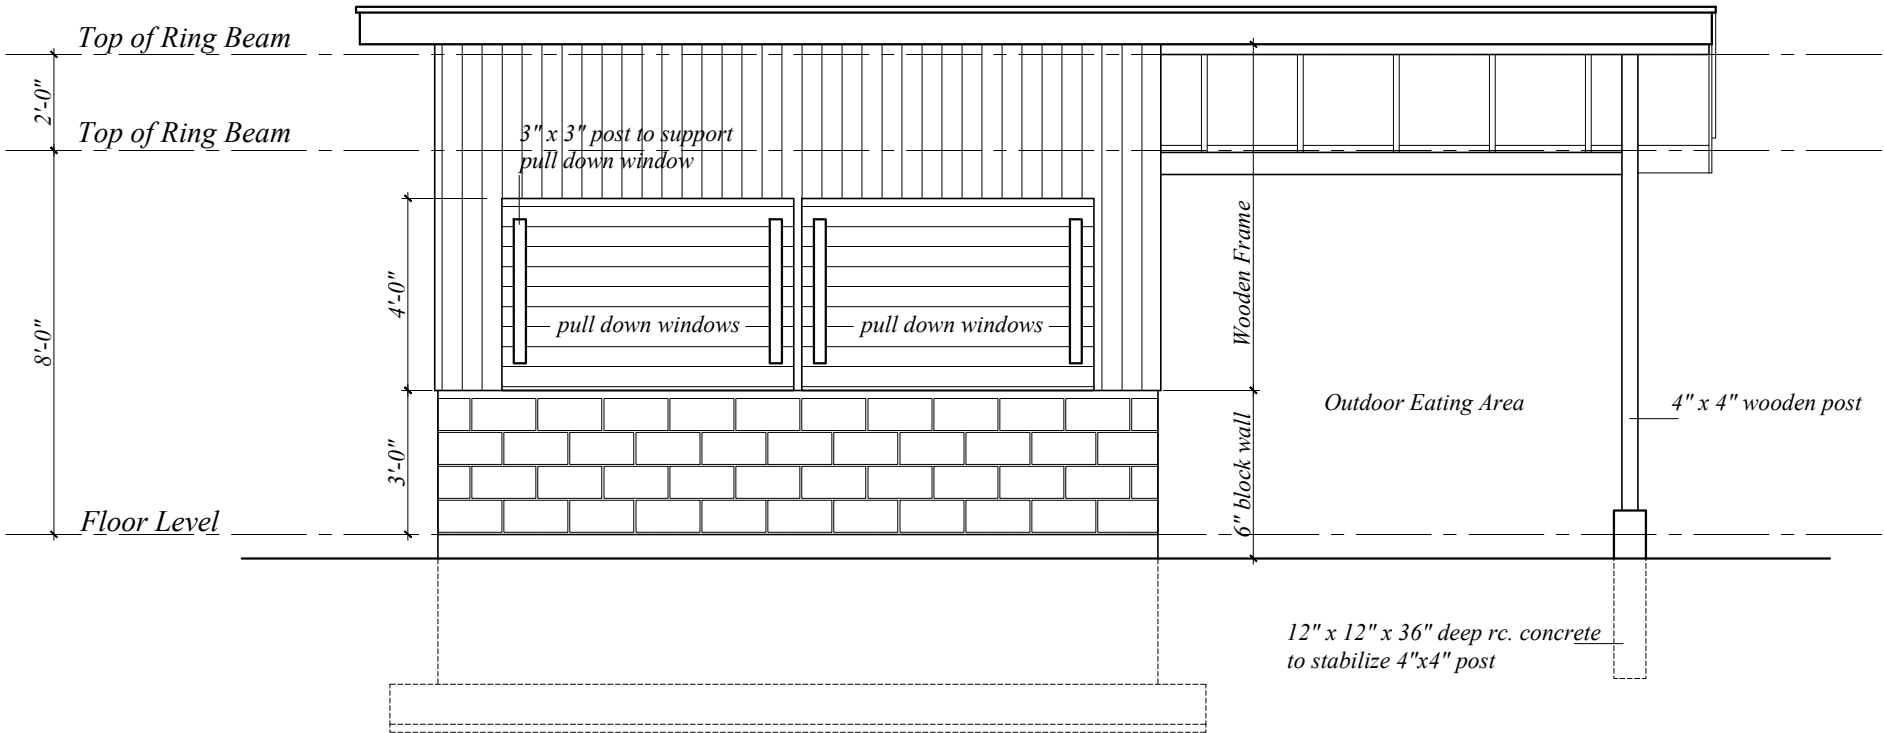 Top of Ring Beam
2'-0"
Top of Ring Beam
3" x 3" post to support
pull down window
4'-0"
8'-0"
pull down windows
pull down windows
Wooden Frame
Outdoor Eating Area
4" x 4" wooden post
3'-0"
6" block wall
Floor Level
12" x 12" x 36" deep rc. concrete
to stabilize 4"x4" post